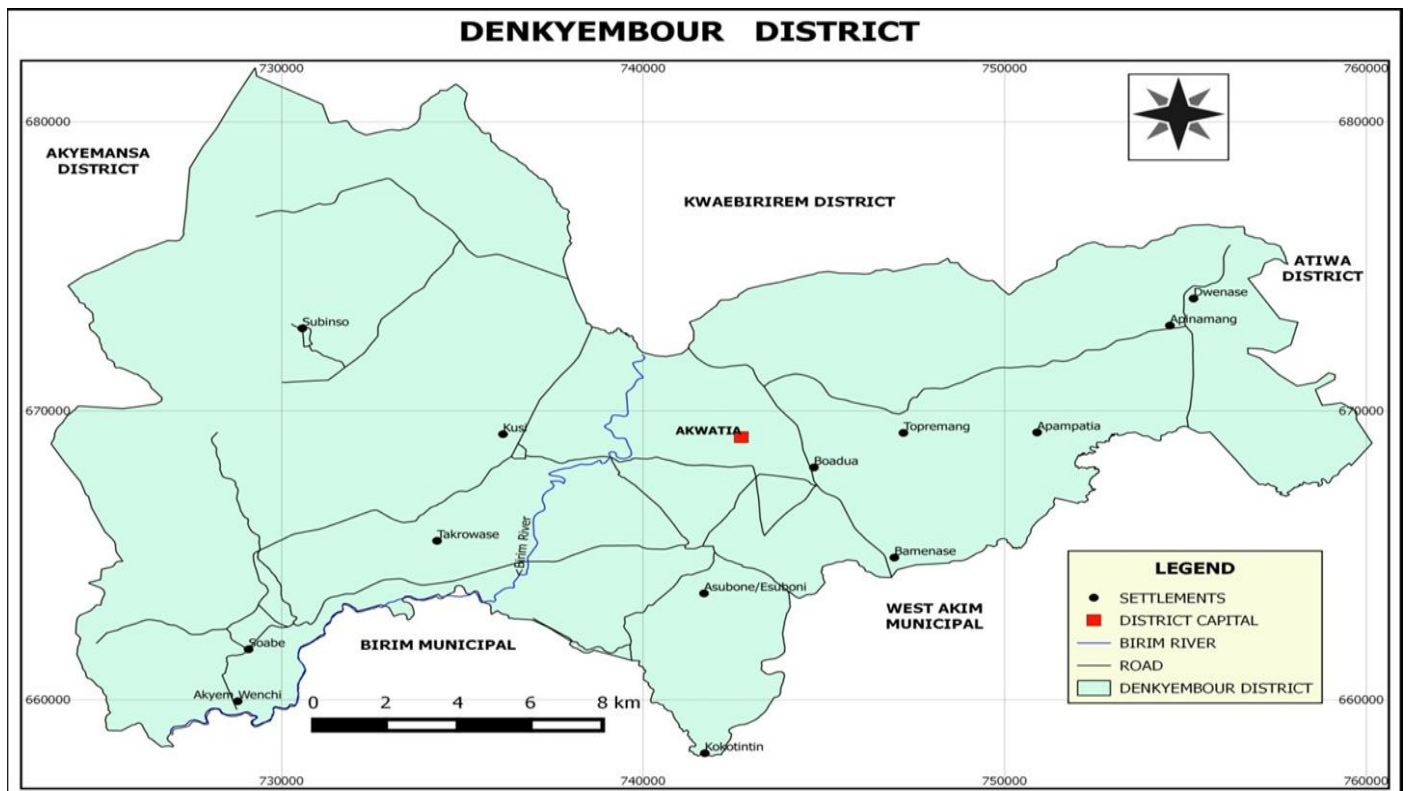 DENKYEMBOUR DISTRICT
730000
740000
750000
760000
680000
680000
AKYEMANSA
DISTRICT
KWAEBIRIREM DISTRICT
ATIWA
DISTRICT
Dwenase
Apinamang
Subinso
670000
670000
Kusi
AKWATIA
Topremang
Apampatia
Boadua
Takrowase
Birim River
Bamenase
Asubone/Esuboni
WEST AKIM
MUNICIPAL
BIRIM MUNICIPAL
Soabe
Akyem Wenchi
660000
660000
0 2 4 6 8 km
Kokotintin
LEGEND
SETTLEMENTS
DISTRICT CAPITAL
BIRIM RIVER
ROAD
DENKYEMBOUR DISTRICT
730000
740000
750000
760000